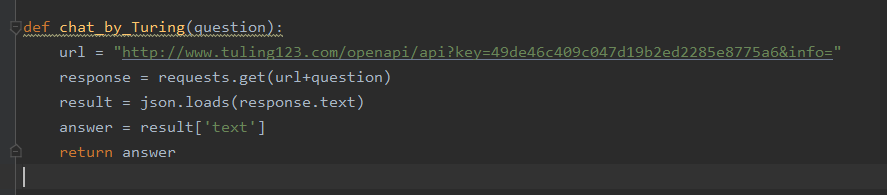 def chat_by_Turing(question):
    url = "http://www.tuling123.com/openapi/api?key=49de46c409c047d19b2ed2285e8775a6&info="
    response = requests.get(url+question)
    result = json.loads(response.text)
    answer = result['text']
    return answer